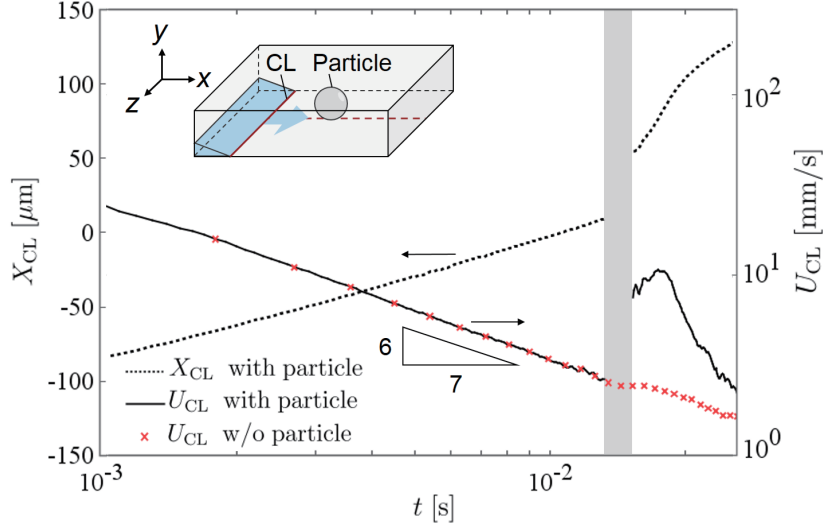 150
100
50
0
-50
-100
-150
X_CL [μm]
y
x
z
CL
Particle
10^2
10^1
10^0
U_CL [mm/s]
6
7
X_CL with particle
U_CL with particle
U_CL w/o particle
10^-3
10^-2
t [s]